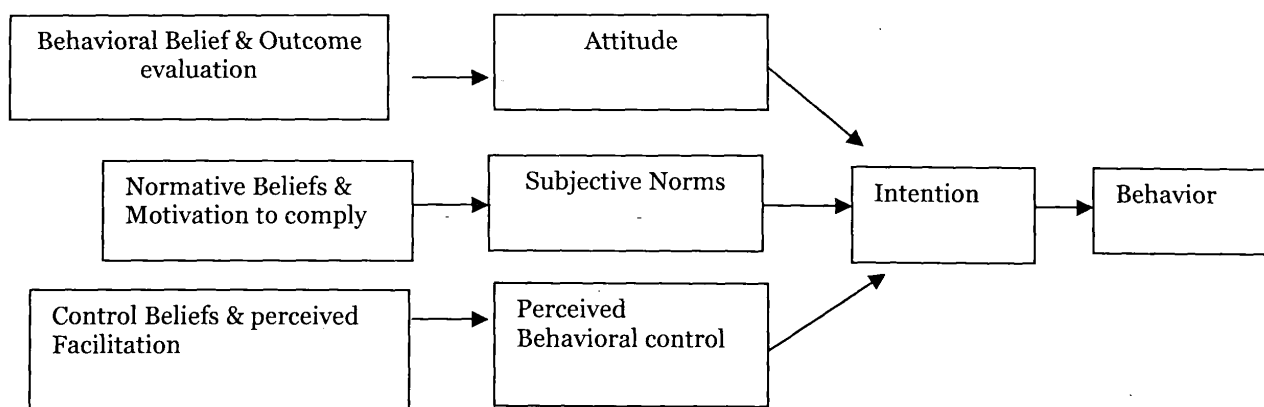 Behavioral Belief & Outcome
evaluation
Attitude
Normative Beliefs &
Motivation to comply
Subjective Norms
Intention
Behavior
Control Beliefs & perceived
Facilitation
Perceived
Behavioral control